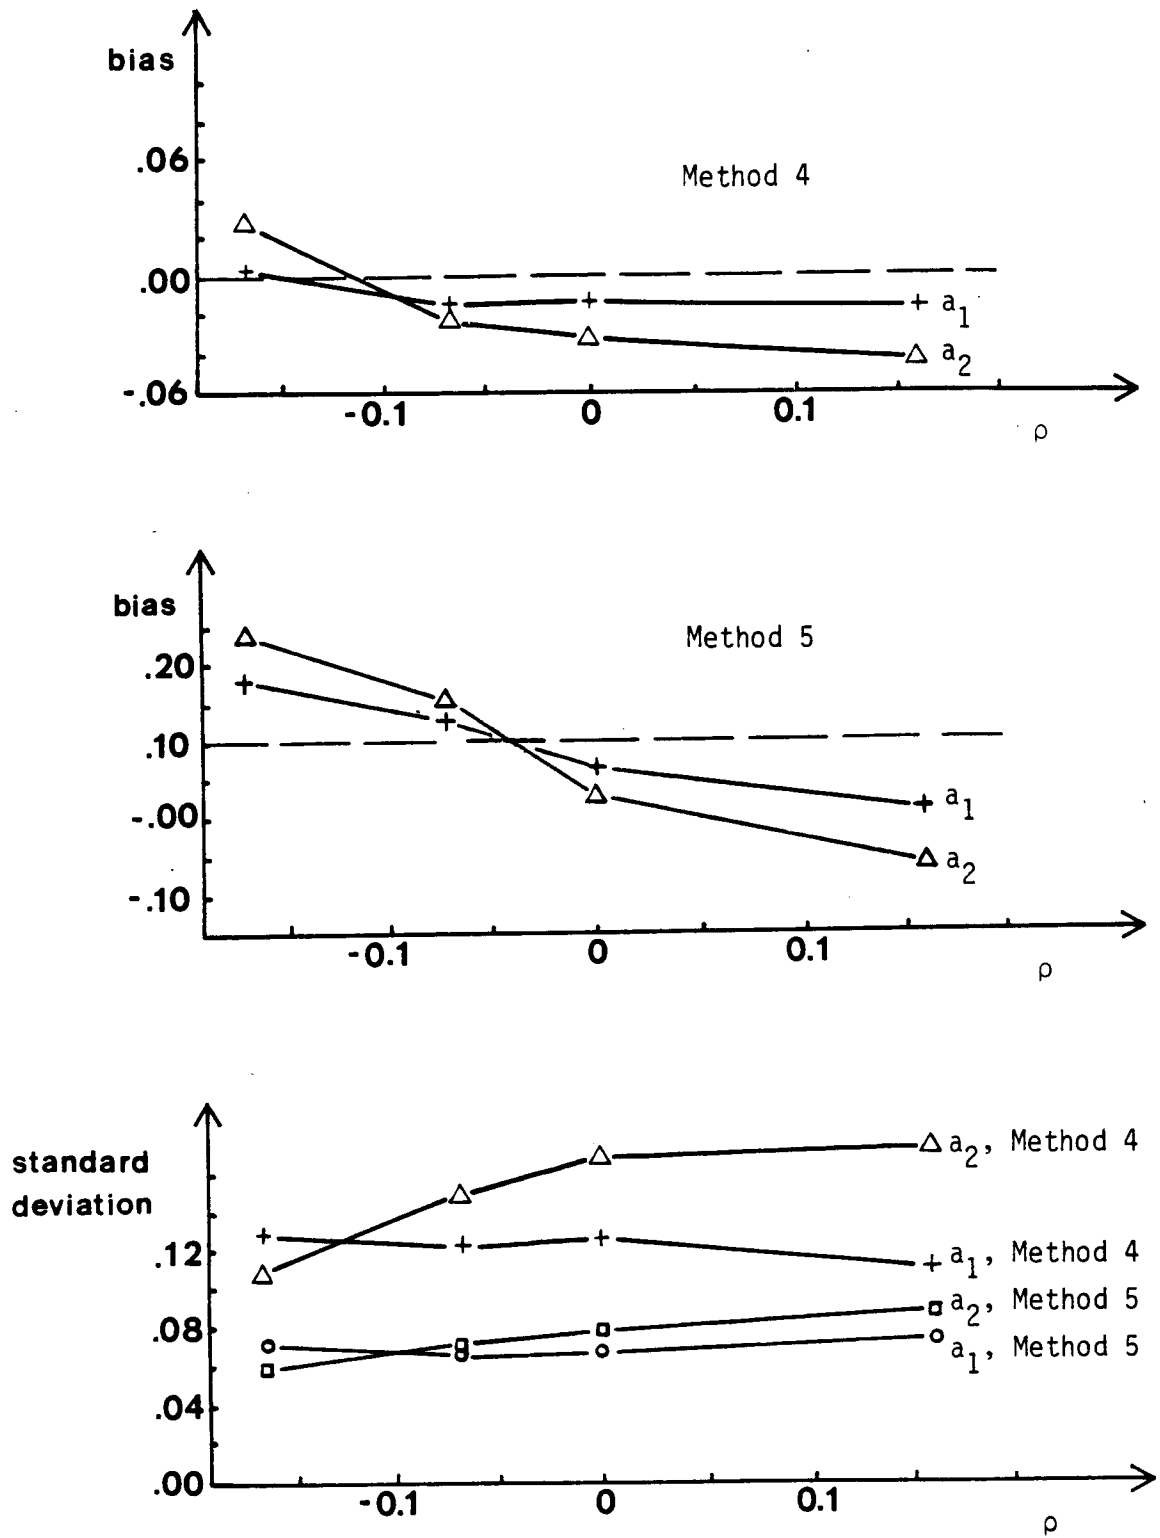 bias
.06
Method 4
.00
a1
a2
-.06
-0.1 0 0.1
ρ
bias
.20
Method 5
.10
a1
-.00
a2
-.10
-0.1 0 0.1
ρ
standard
deviation
a2, Method 4
.12
a1, Method 4
a2, Method 5
.08
a1, Method 5
.04
.00
-0.1 0 0.1
ρ